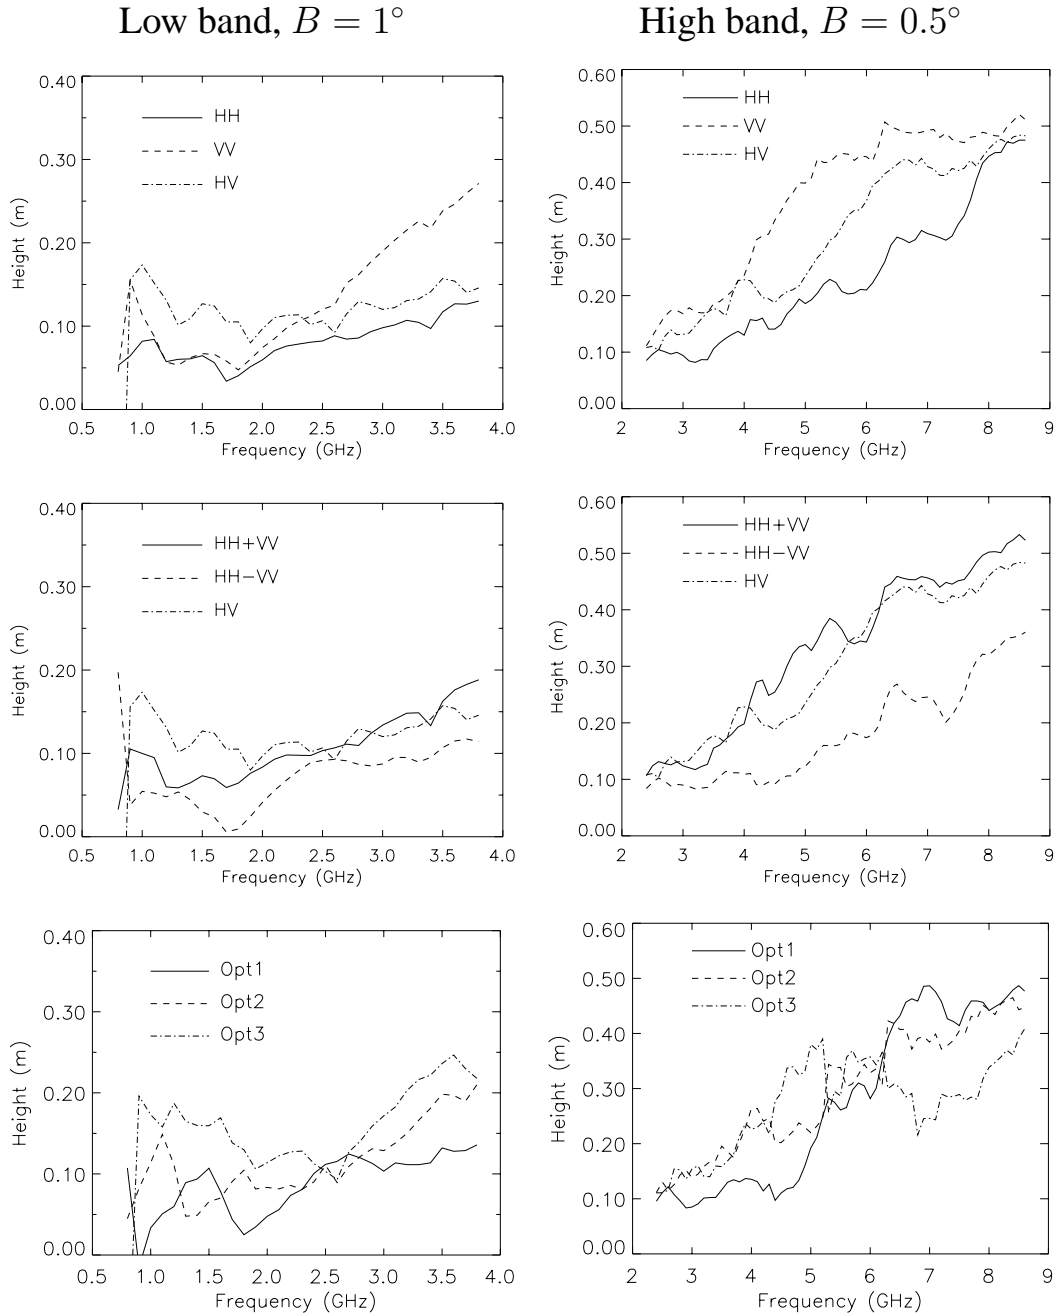 Low band, B = 1°
High band, B = 0.5°
0.40
0.30
0.20
0.10
0.00
Height (m)
HH
VV
HV
0.5 1.0 1.5 2.0 2.5 3.0 3.5 4.0
Frequency (GHz)
0.60
0.50
0.40
0.30
0.20
0.10
0.00
Height (m)
HH
VV
HV
2 3 4 5 6 7 8 9
Frequency (GHz)
0.40
0.30
0.20
0.10
0.00
Height (m)
HH+VV
HH−VV
HV
0.5 1.0 1.5 2.0 2.5 3.0 3.5 4.0
Frequency (GHz)
0.60
0.50
0.40
0.30
0.20
0.10
0.00
Height (m)
HH+VV
HH−VV
HV
2 3 4 5 6 7 8 9
Frequency (GHz)
0.40
0.30
0.20
0.10
0.00
Height (m)
Opt1
Opt2
Opt3
0.5 1.0 1.5 2.0 2.5 3.0 3.5 4.0
Frequency (GHz)
0.60
0.50
0.40
0.30
0.20
0.10
0.00
Height (m)
Opt1
Opt2
Opt3
2 3 4 5 6 7 8 9
Frequency (GHz)